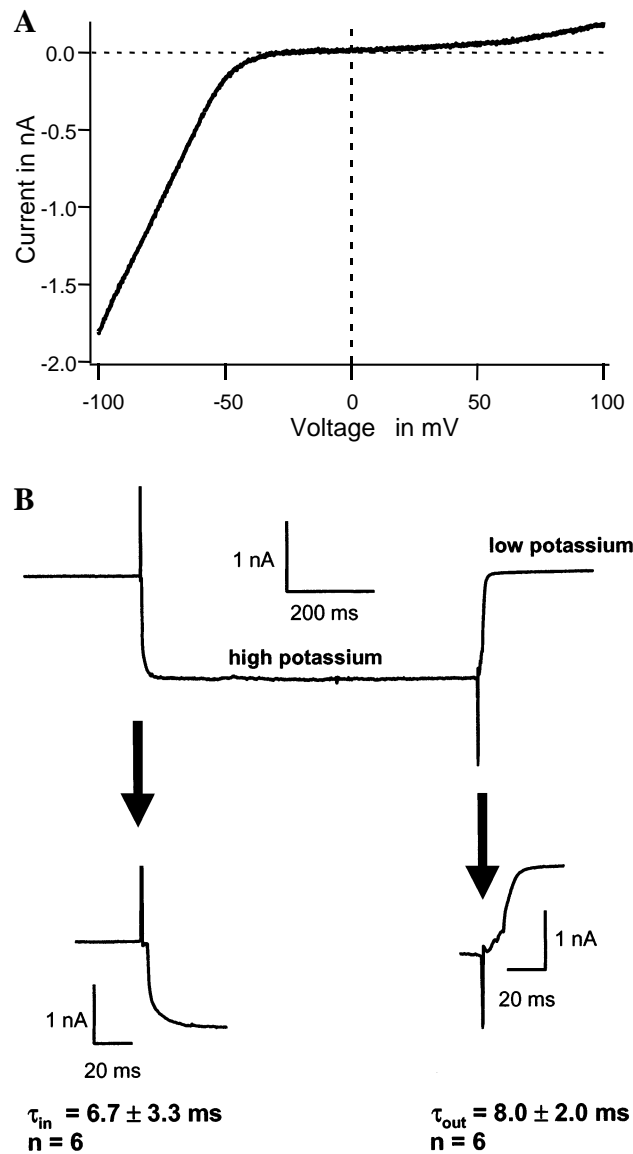 A
0.0
-0.5
-1.0
-1.5
-2.0
Current in nA
-100 -50 0 50 100
Voltage in mV
B
low potassium
1 nA
200 ms
high potassium
1 nA
20 ms
1 nA
20 ms
τin = 6.7 ± 3.3 ms
n = 6
τout = 8.0 ± 2.0 ms
n = 6